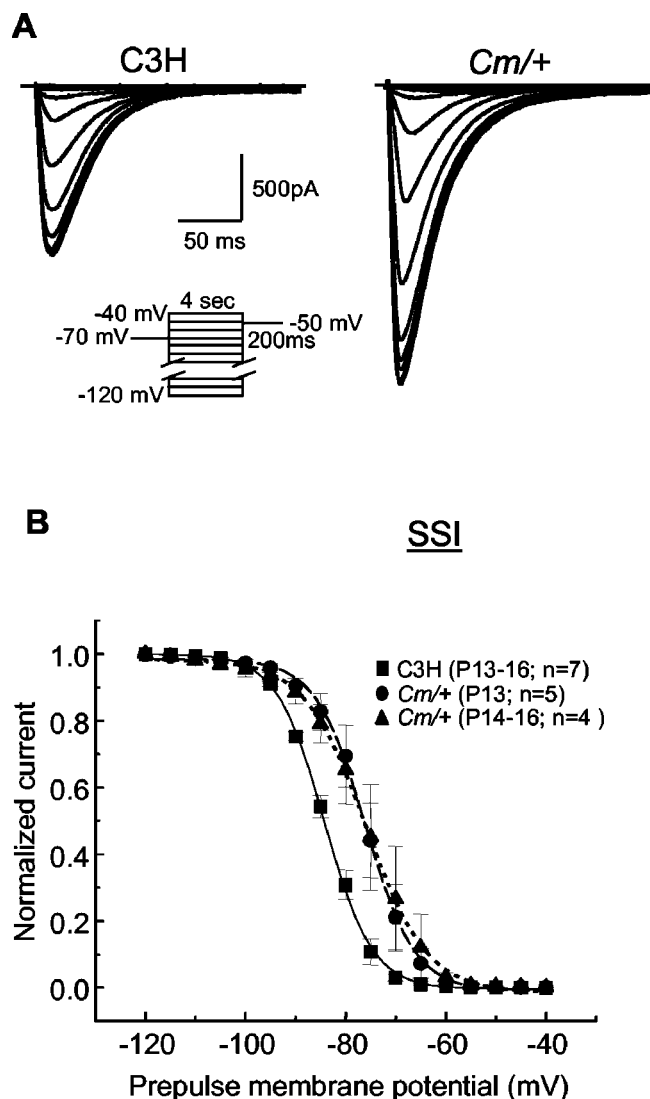 A
C3H
Cm/+
500pA
50 ms
-40 mV
4 sec
-50 mV
-70 mV
200ms
-120 mV
B
SSI
Normalized current
1.0
0.8
0.6
0.4
0.2
0.0
C3H (P13-16; n=7)
Cm/+ (P13; n=5)
Cm/+ (P14-16; n=4 )
-120
-100
-80
-60
-40
Prepulse membrane potential (mV)